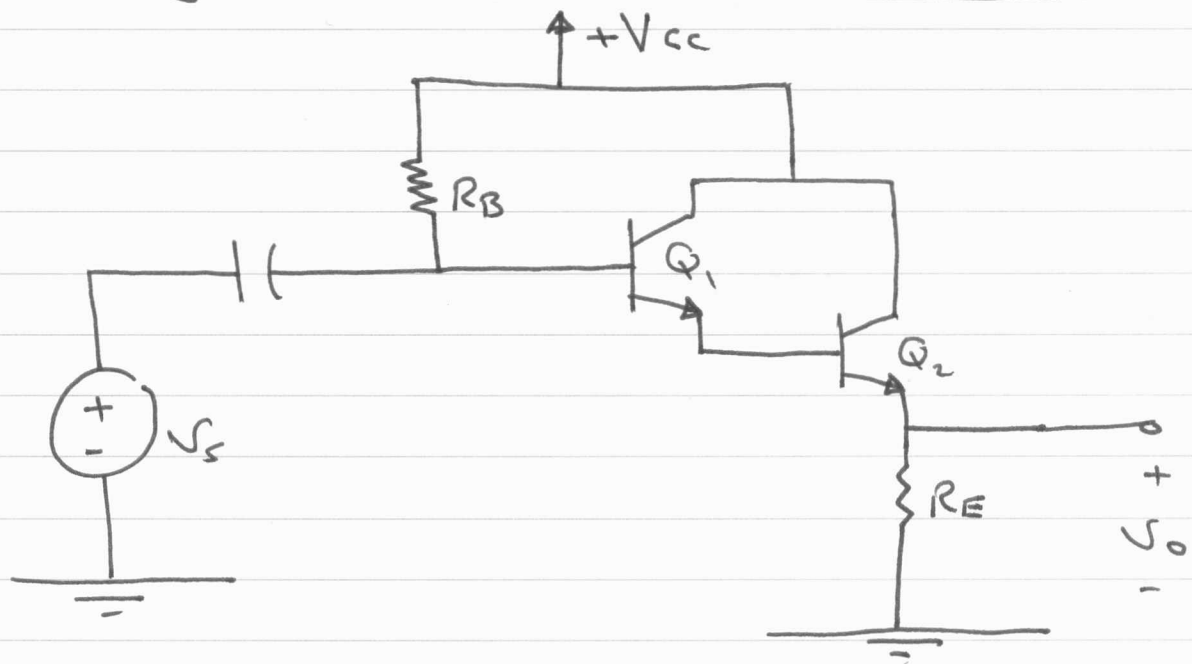 +Vcc
RB
Q1
Q2
+
-
Vs
RE
+
Vo
-